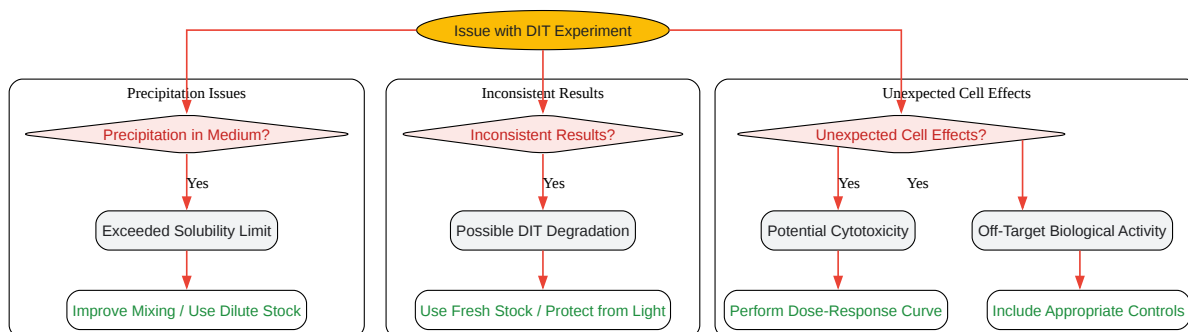 Issue with DIT Experiment
Precipitation Issues
Precipitation in Medium?
Yes
Exceeded Solubility Limit
Improve Mixing / Use Dilute Stock
Inconsistent Results
Inconsistent Results?
Yes
Possible DIT Degradation
Use Fresh Stock / Protect from Light
Unexpected Cell Effects
Unexpected Cell Effects?
Yes
Yes
Potential Cytotoxicity
Off-Target Biological Activity
Perform Dose-Response Curve
Include Appropriate Controls